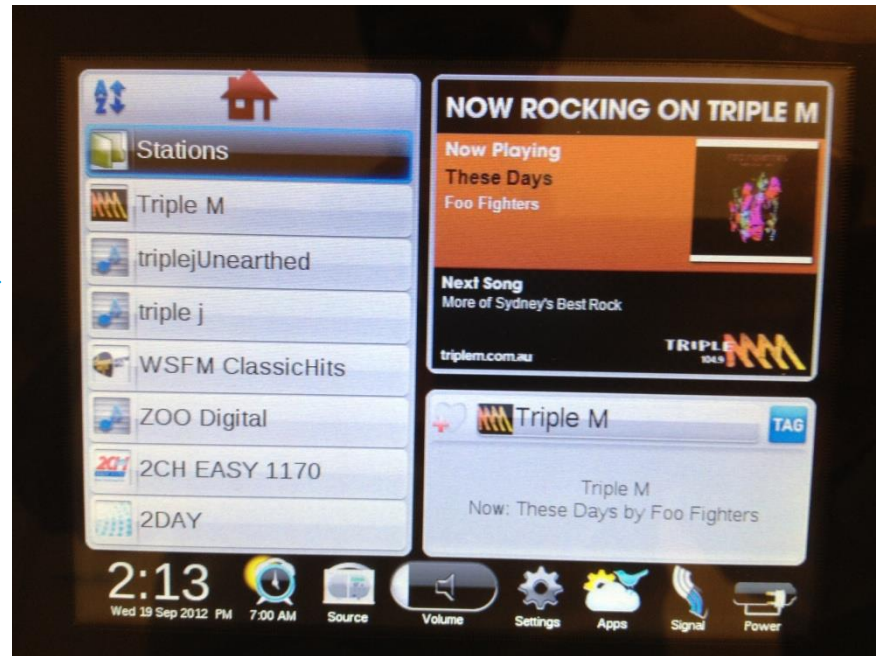 A
Z
Stations
Triple M
triplejUnearthed
triple j
WSFM ClassicHits
ZOO Digital
2CH
2CH EASY 1170
2DAY
NOW ROCKING ON TRIPLE M
Now Playing
These Days
Foo Fighters
FOO FIGHTERS
Next Song
More of Sydney's Best Rock
triplem.com.au
TRIPLE
104.9
Triple M
TAG
Triple M
Now: These Days by Foo Fighters
2:13
Wed 19 Sep 2012 PM
7:00 AM
Source
Volume
Settings
Apps
Signal
Power